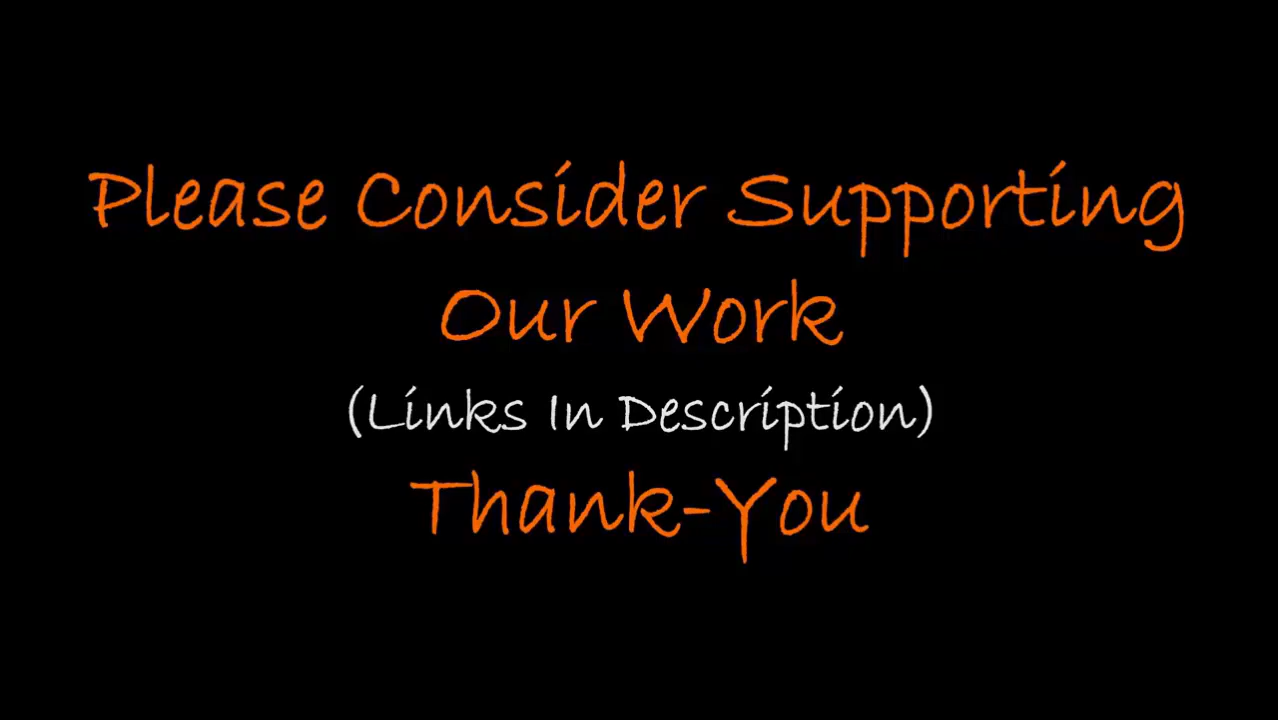 Please Consider Supporting
Our Work
(Links In Description)
Thank-You